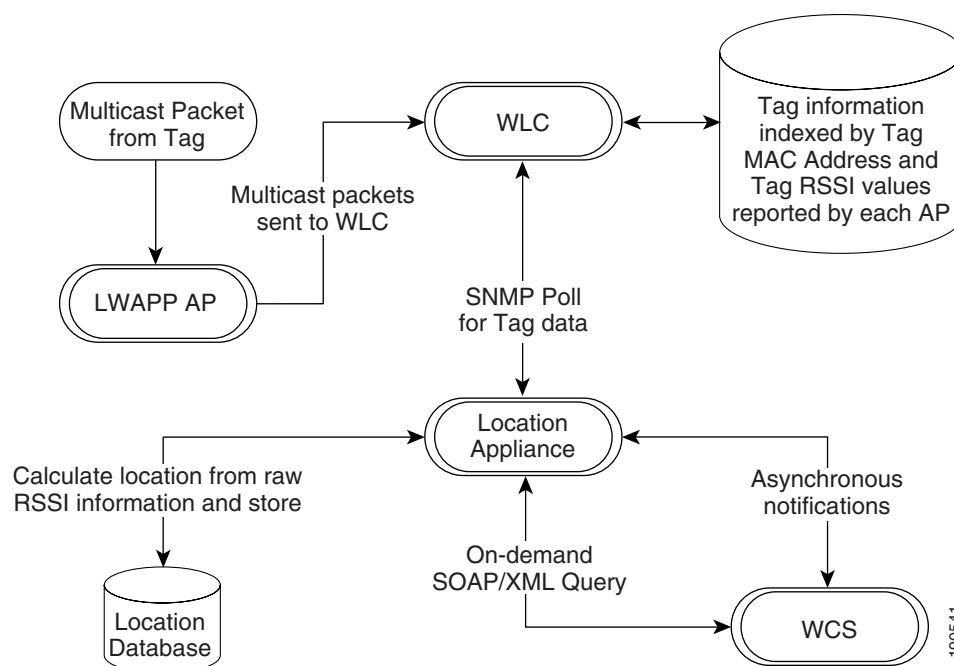 Multicast Packet
from Tag
WLC
Tag information
indexed by Tag
MAC Address and
Tag RSSI values
reported by each AP
Multicast packets
sent to WLC
LWAPP AP
SNMP Poll
for Tag data
Location
Appliance
Calculate location from raw
RSSI information and store
Asynchronous
notifications
On-demand
SOAP/XML Query
Location
Database
WCS